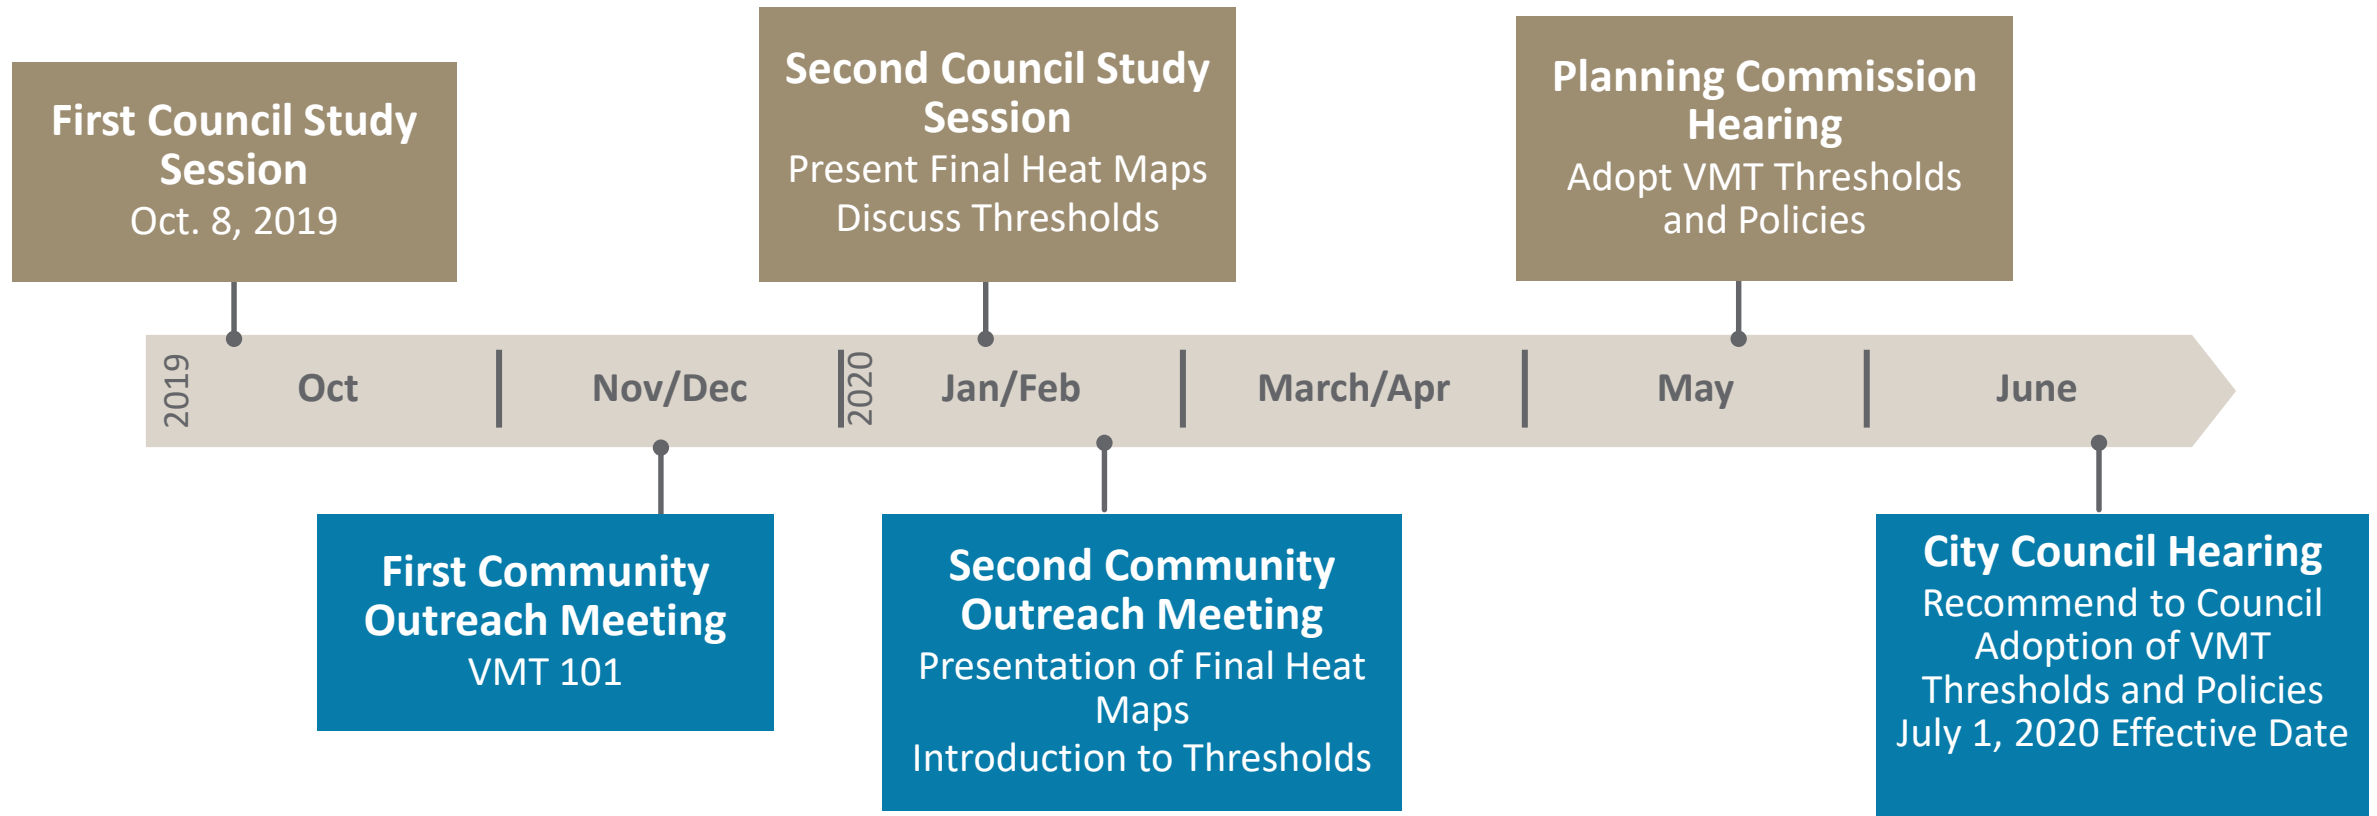 First Council Study
Session
Oct. 8, 2019
Second Council Study
Session
Present Final Heat Maps
Discuss Thresholds
Planning Commission
Hearing
Adopt VMT Thresholds
and Policies
2019
Oct
Nov/Dec
2020
Jan/Feb
March/Apr
May
June
First Community
Outreach Meeting
VMT 101
Second Community
Outreach Meeting
Presentation of Final Heat
Maps
Introduction to Thresholds
City Council Hearing
Recommend to Council
Adoption of VMT
Thresholds and Policies
July 1, 2020 Effective Date